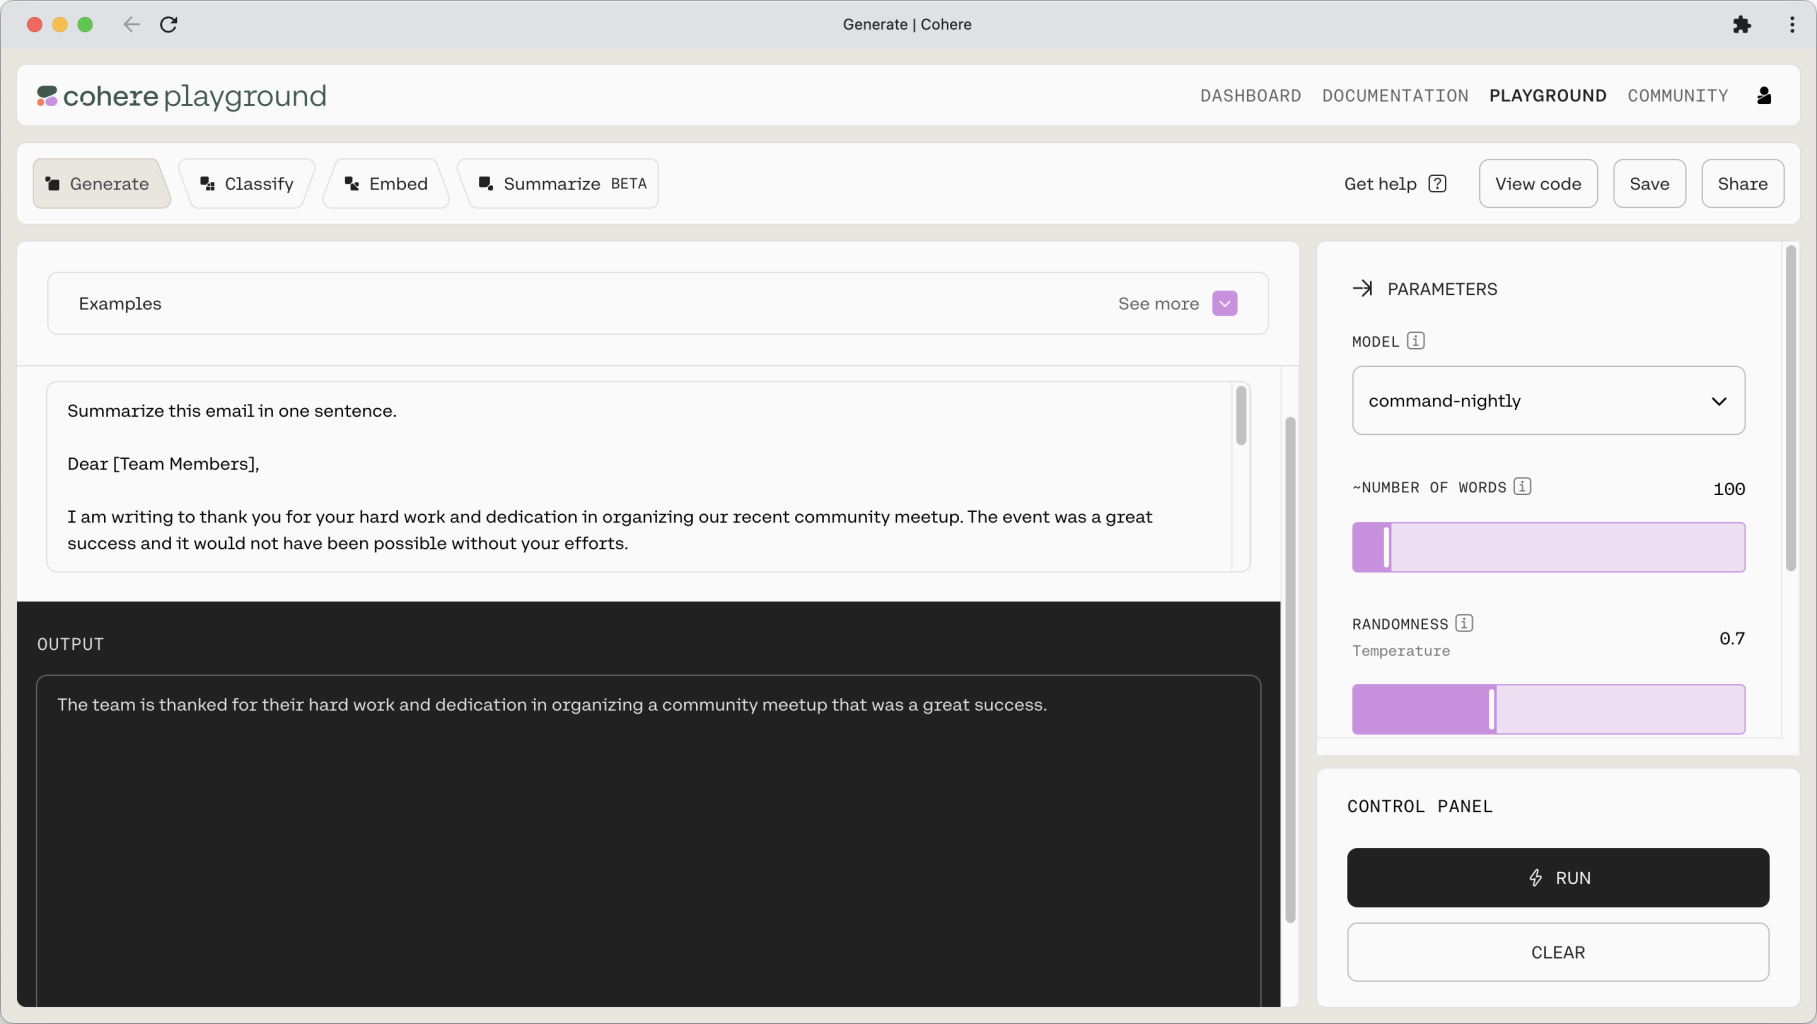 Generate | Cohere
cohere playground
DASHBOARD DOCUMENTATION PLAYGROUND COMMUNITY
Generate Classify Embed Summarize BETA
Get help ? View code Save Share
Examples See more
Summarize this email in one sentence.
Dear [Team Members],
I am writing to thank you for your hard work and dedication in organizing our recent community meetup. The event was a great
success and it would not have been possible without your efforts.
OUTPUT
The team is thanked for their hard work and dedication in organizing a community meetup that was a great success.
PARAMETERS
MODEL i
command-nightly
~NUMBER OF WORDS i 100
RANDOMNESS i
Temperature 0.7
CONTROL PANEL
RUN
CLEAR